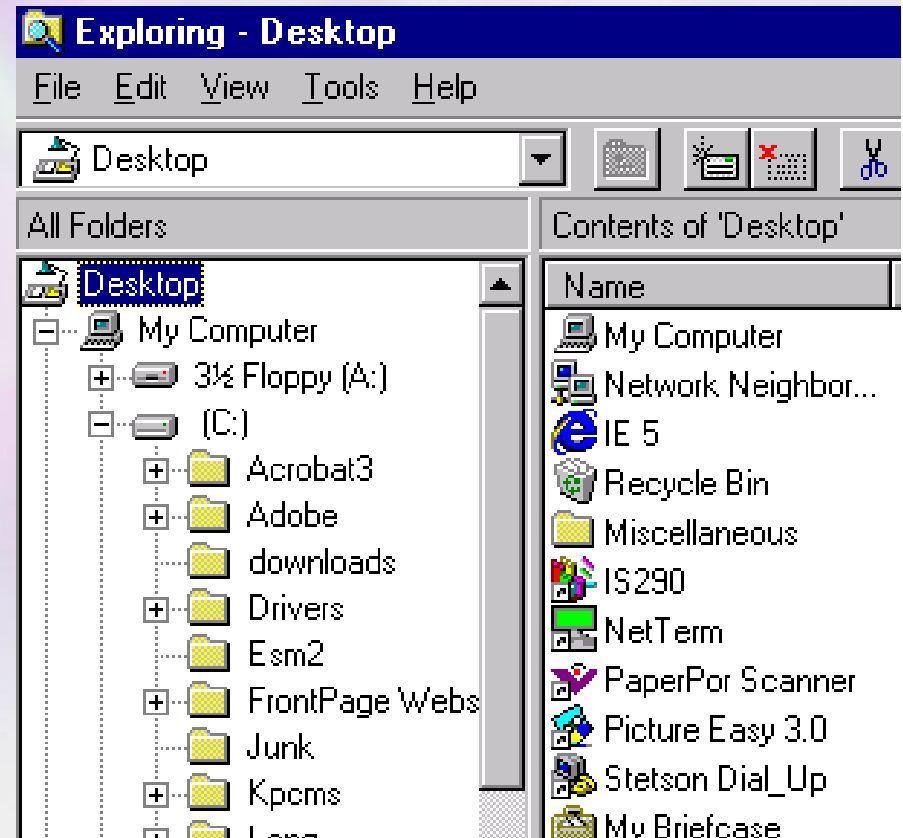 Exploring - Desktop
File Edit View Tools Help
Desktop
All Folders
Contents of 'Desktop'
Desktop
My Computer
3½ Floppy (A:)
(C:)
Acrobat3
Adobe
downloads
Drivers
Esm2
FrontPage Webs
Junk
Kpcms
Name
My Computer
Network Neighbor...
IE 5
Recycle Bin
Miscellaneous
IS290
NetTerm
PaperPor Scanner
Picture Easy 3.0
Stetson Dial_Up
My Briefcase